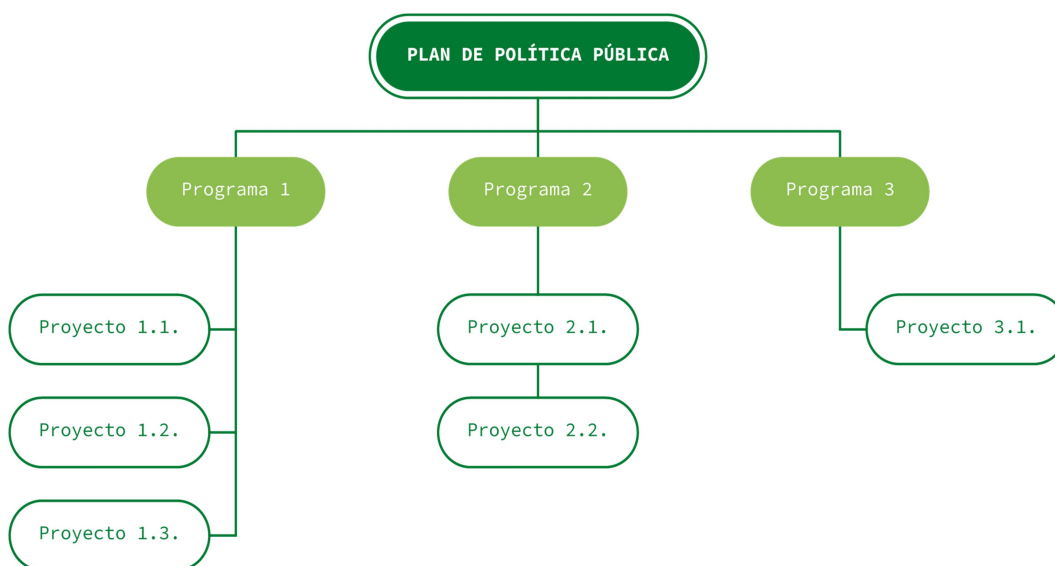 PLAN DE POLÍTICA PÚBLICA
Programa 1
Programa 2
Programa 3
Proyecto 1.1.
Proyecto 2.1.
Proyecto 3.1.
Proyecto 1.2.
Proyecto 2.2.
Proyecto 1.3.